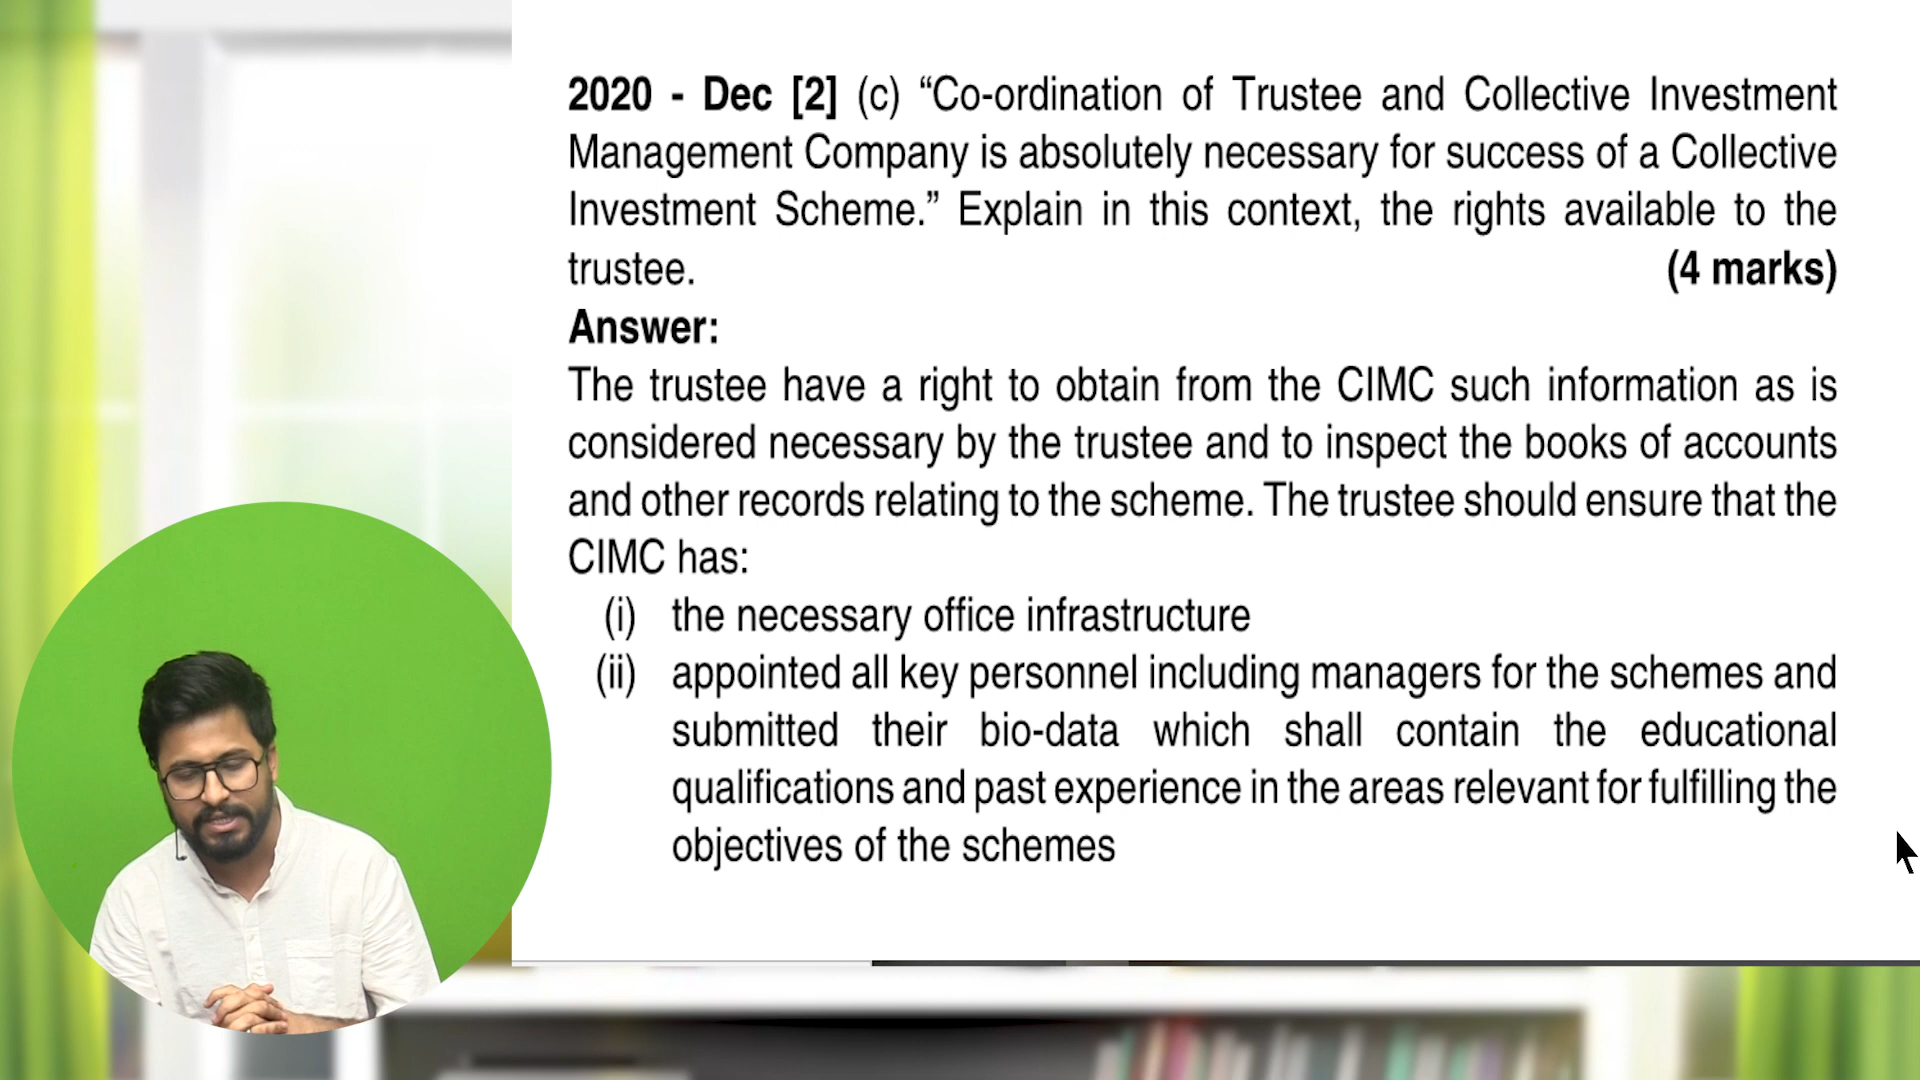 2020 - Dec [2] (c) “Co-ordination of Trustee and Collective Investment
Management Company is absolutely necessary for success of a Collective
Investment Scheme.” Explain in this context, the rights available to the
trustee. (4 marks)
Answer:
The trustee have a right to obtain from the CIMC such information as is
considered necessary by the trustee and to inspect the books of accounts
and other records relating to the scheme. The trustee should ensure that the
CIMC has:
(i) the necessary office infrastructure
(ii) appointed all key personnel including managers for the schemes and
submitted their bio-data which shall contain the educational
qualifications and past experience in the areas relevant for fulfilling the
objectives of the schemes